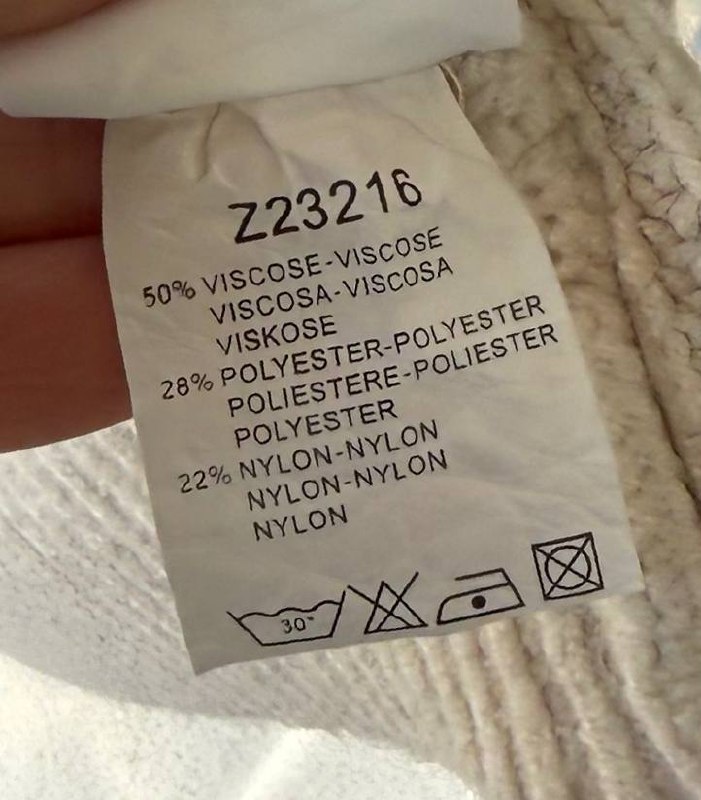 Z23216
50% VISCOSE-VISCOSE
VISCOSA-VISCOSA
VISKOSE
28% POLYESTER-POLYESTER
POLIESTERE-POLIESTER
POLYESTER
22% NYLON-NYLON
NYLON-NYLON
NYLON
30°